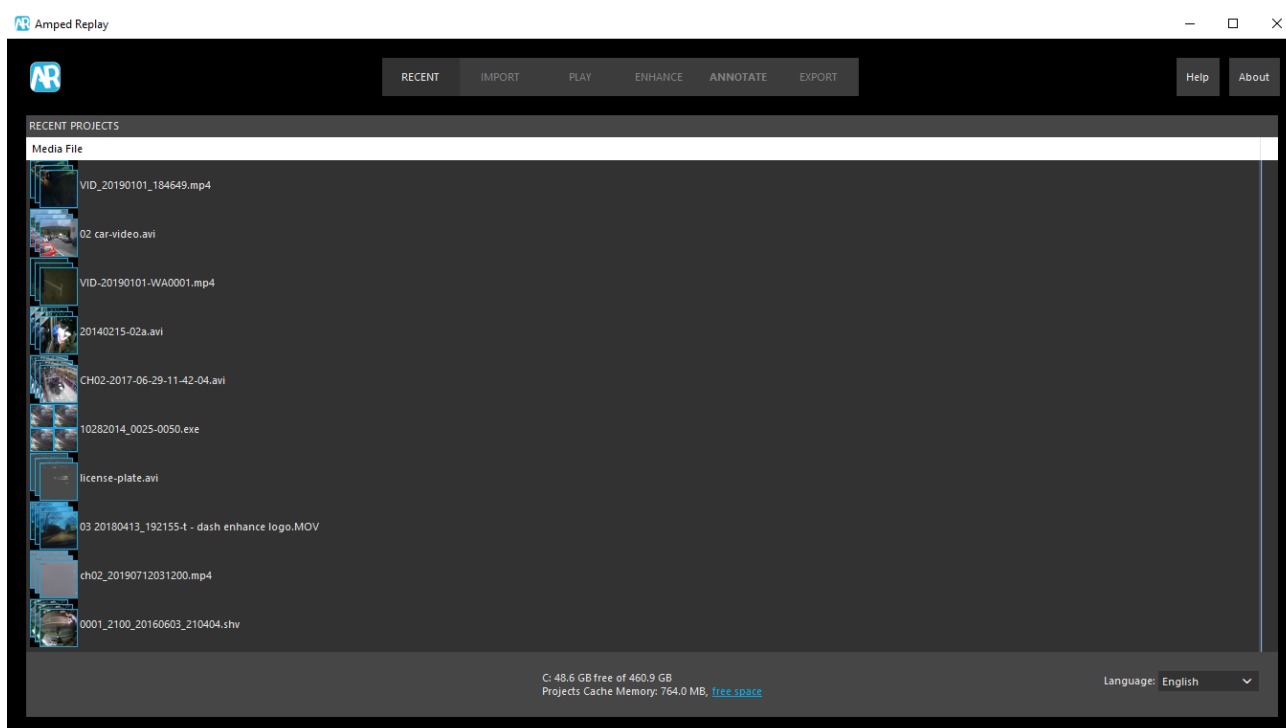 AR Amped Replay
AR
RECENT IMPORT PLAY ENHANCE ANNOTATE EXPORT
Help About
RECENT PROJECTS
Media File
VID_20190101_184649.mp4
02 car-video.avi
VID-20190101-WA0001.mp4
20140215-02a.avi
CH02-2017-06-29-11-42-04.avi
10282014_0025-0050.exe
license-plate.avi
03 20180413_192155-t - dash enhance logo.MOV
ch02_20190712031200.mp4
0001_2100_20160603_210404.shv
C: 48.6 GB free of 460.9 GB
Projects Cache Memory: 764.0 MB, free space
Language: English